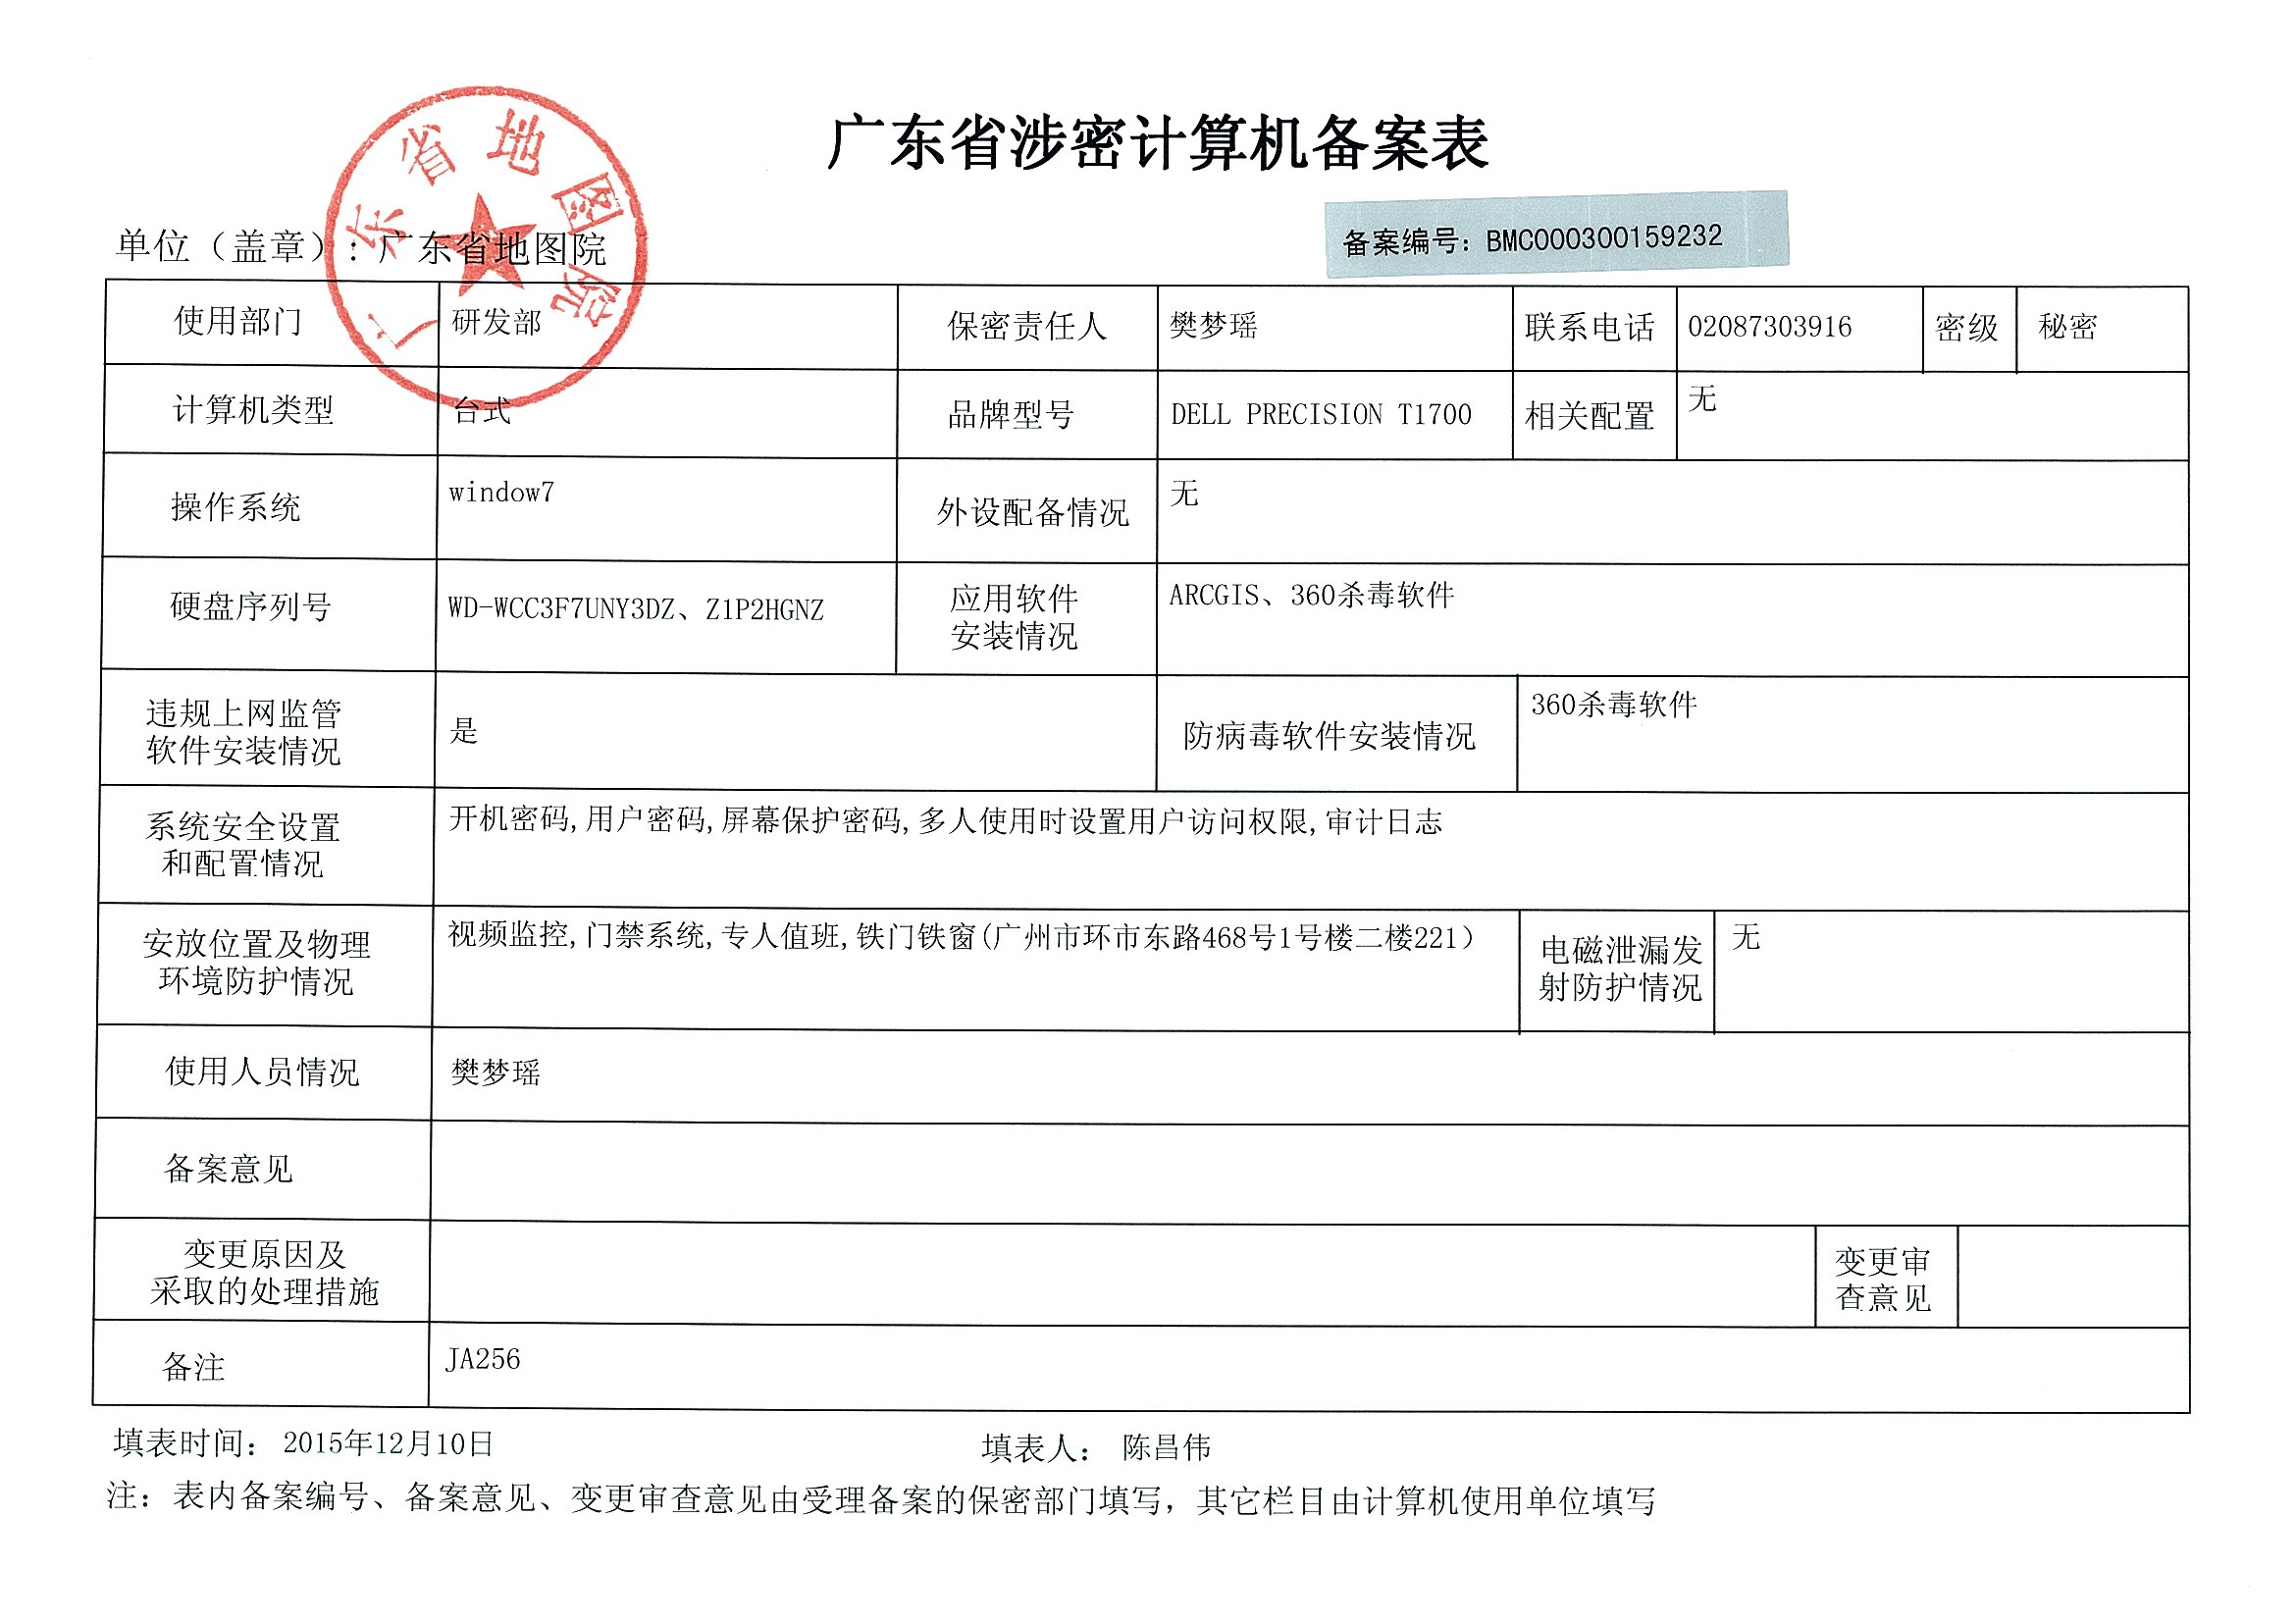 广东省涉密计算机备案表
广东省地图院
单位（盖章）：广东省地图院
备案编号：BMC000300159232
使用部门 研发部 保密责任人 樊梦瑶 联系电话 02087303916 密级 秘密
计算机类型 台式 品牌型号 DELL PRECISION T1700 相关配置 无
操作系统 window7 外设配备情况 无
硬盘序列号 WD-WCC3F7UNY3DZ、Z1P2HGNZ 应用软件
安装情况 ARCGIS、360杀毒软件
违规上网监管
软件安装情况 是 防病毒软件安装情况 360杀毒软件
系统安全设置
和配置情况 开机密码,用户密码,屏幕保护密码,多人使用时设置用户访问权限,审计日志
安放位置及物理
环境防护情况 视频监控,门禁系统,专人值班,铁门铁窗(广州市环市东路468号1号楼二楼221） 电磁泄漏发
射防护情况 无
使用人员情况 樊梦瑶
备案意见
变更原因及
采取的处理措施 变更审
查意见
备注 JA256
填表时间： 2015年12月10日 填表人： 陈昌伟
注：表内备案编号、备案意见、变更审查意见由受理备案的保密部门填写，其它栏目由计算机使用单位填写